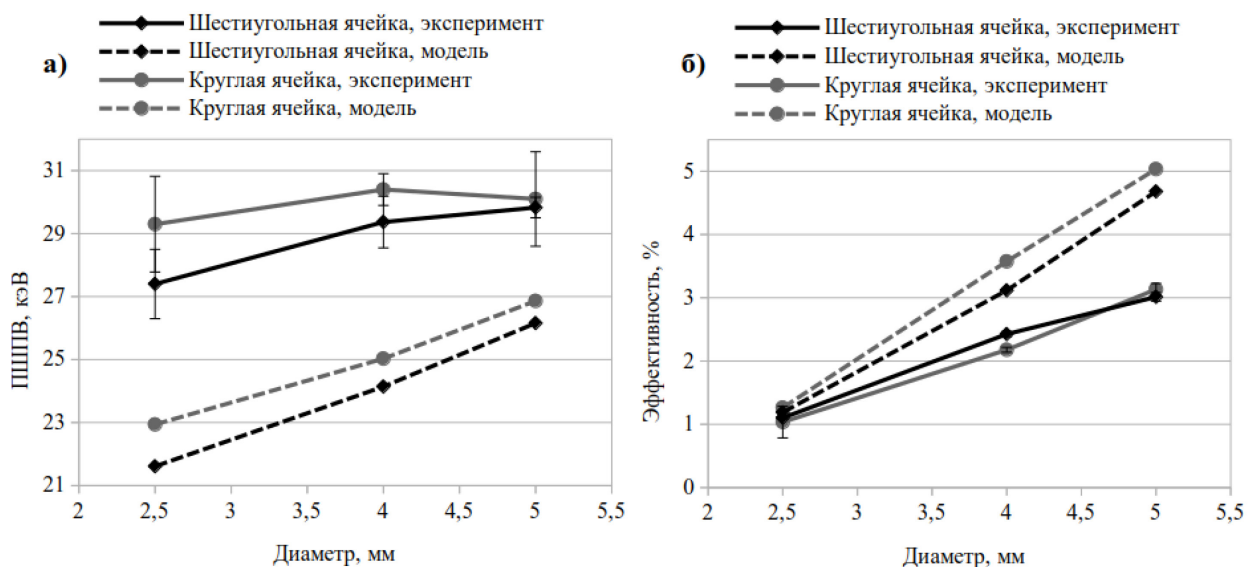 а)
Шестиугольная ячейка, эксперимент
Шестиугольная ячейка, модель
Круглая ячейка, эксперимент
Круглая ячейка, модель
ПШПВ, кэВ
31
29
27
25
23
21
2
2,5
3
3,5
4
4,5
5
5,5
Диаметр, мм
б)
Шестиугольная ячейка, эксперимент
Шестиугольная ячейка, модель
Круглая ячейка, эксперимент
Круглая ячейка, модель
Эффективность, %
5
4
3
2
1
0
2
2,5
3
3,5
4
4,5
5
5,5
Диаметр, мм